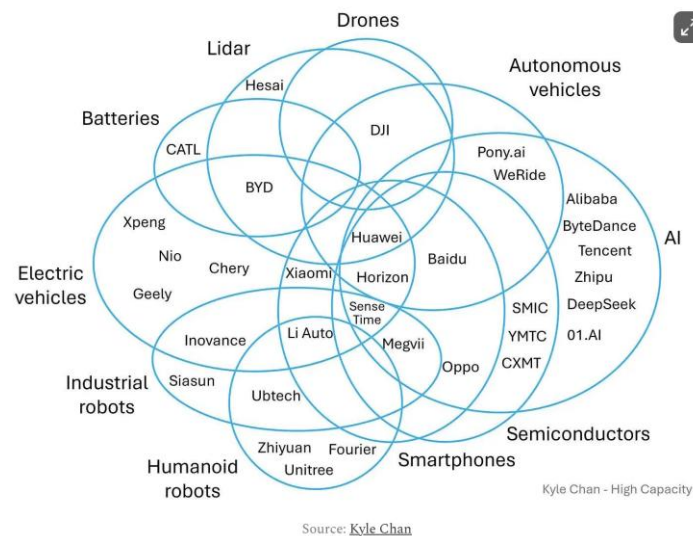 Drones
Lidar
Hesai
Autonomous
vehicles
Batteries
DJI
CATL
Pony.ai
WeRide
BYD
Alibaba
Xpeng
ByteDance
Huawei
AI
Nio
Baidu
Tencent
Chery
Xiaomi
Horizon
Zhipu
Electric
vehicles
Geely
Sense
Time
SMIC
DeepSeek
Inovance
Li Auto
Megvii
YMTC
01.AI
CXMT
Oppo
Industrial
robots
Siasun
Ubtech
Semiconductors
Zhiyuan
Fourier
Unitree
Smartphones
Humanoid
robots
Kyle Chan - High Capacity
Source: Kyle Chan